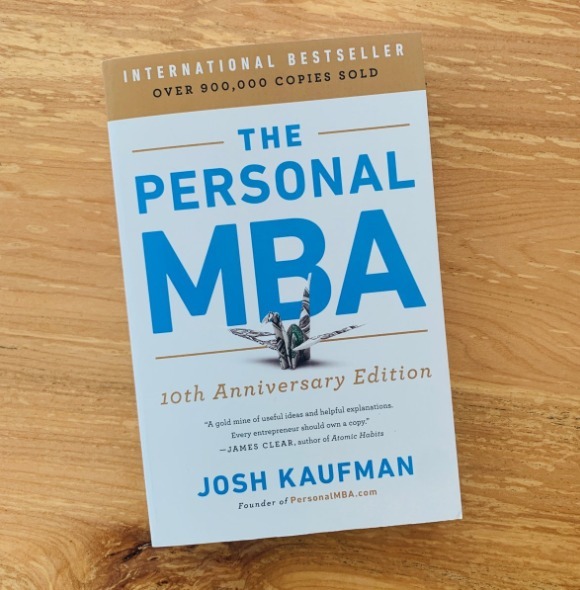 INTERNATIONAL BESTSELLER
OVER 900,000 COPIES SOLD
THE
PERSONAL
MBA
10th Anniversary Edition
“A gold mine of useful ideas and helpful explanations.
Every entrepreneur should own a copy.”
—JAMES CLEAR, author of Atomic Habits
JOSH KAUFMAN
Founder of PersonalMBA.com